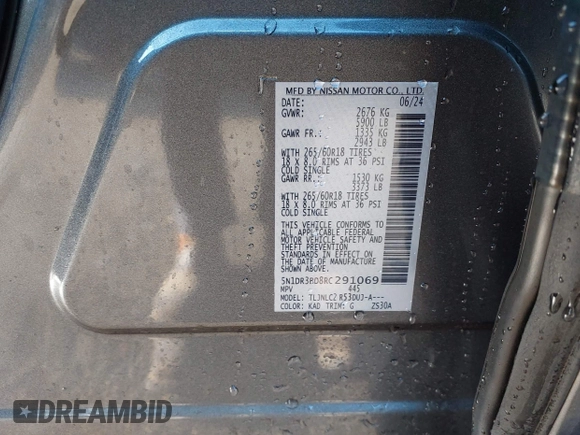 MFD BY NISSAN MOTOR CO., LTD.
DATE: 06/24
GVWR: 2676 KG
5900 LB
GAWR FR.: 1335 KG
2943 LB
WITH 265/60R18 TIRES
18 x 8.0 RIMS AT 36 PSI
COLD SINGLE
GAWR RR.: 1530 KG
3373 LB
WITH 265/60R18 TIRES
18 x 8.0 RIMS AT 36 PSI
COLD SINGLE
THIS VEHICLE CONFORMS TO
ALL APPLICABLE FEDERAL
MOTOR VEHICLE SAFETY AND
THEFT PREVENTION
STANDARDS IN EFFECT ON
THE DATE OF MANUFACTURE
SHOWN ABOVE.
5N1DR3BD8RC291069
MPV 445
MODEL: TL3NLC2 R53DUJ-A---
COLOR: KAD TRIM: G ZS30A
DREAMBID